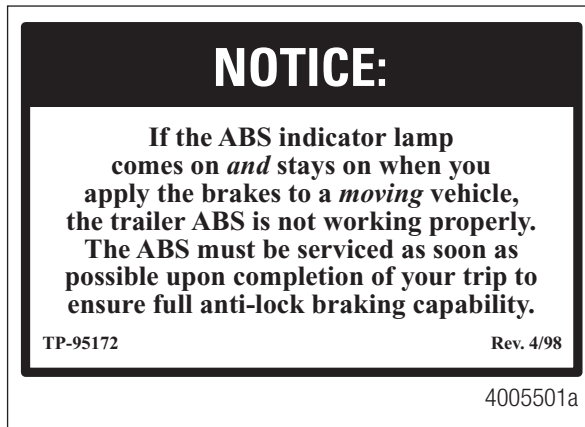 NOTICE:
If the ABS indicator lamp
comes on and stays on when you
apply the brakes to a moving vehicle,
the trailer ABS is not working properly.
The ABS must be serviced as soon as
possible upon completion of your trip to
ensure full anti-lock braking capability.
TP-95172 Rev. 4/98
4005501a